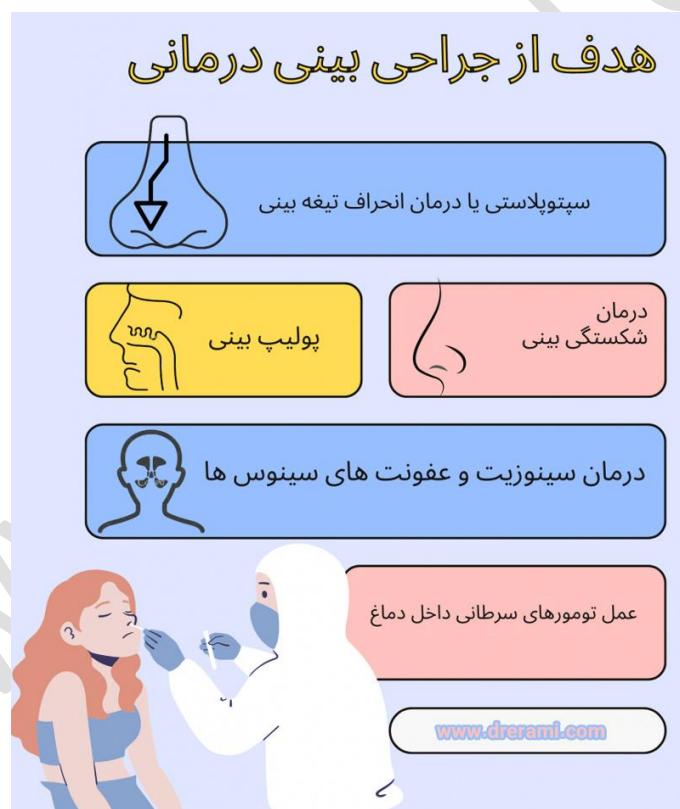 هدف از جراحی بینی درمانی
سپتوپلاستی یا درمان انحراف تیغه بینی
درمان
شکستگی بینی
پولیپ بینی
درمان سینوزیت و عفونت های سینوس ها
عمل تومورهای سرطانی داخل دماغ
www.drerami.com